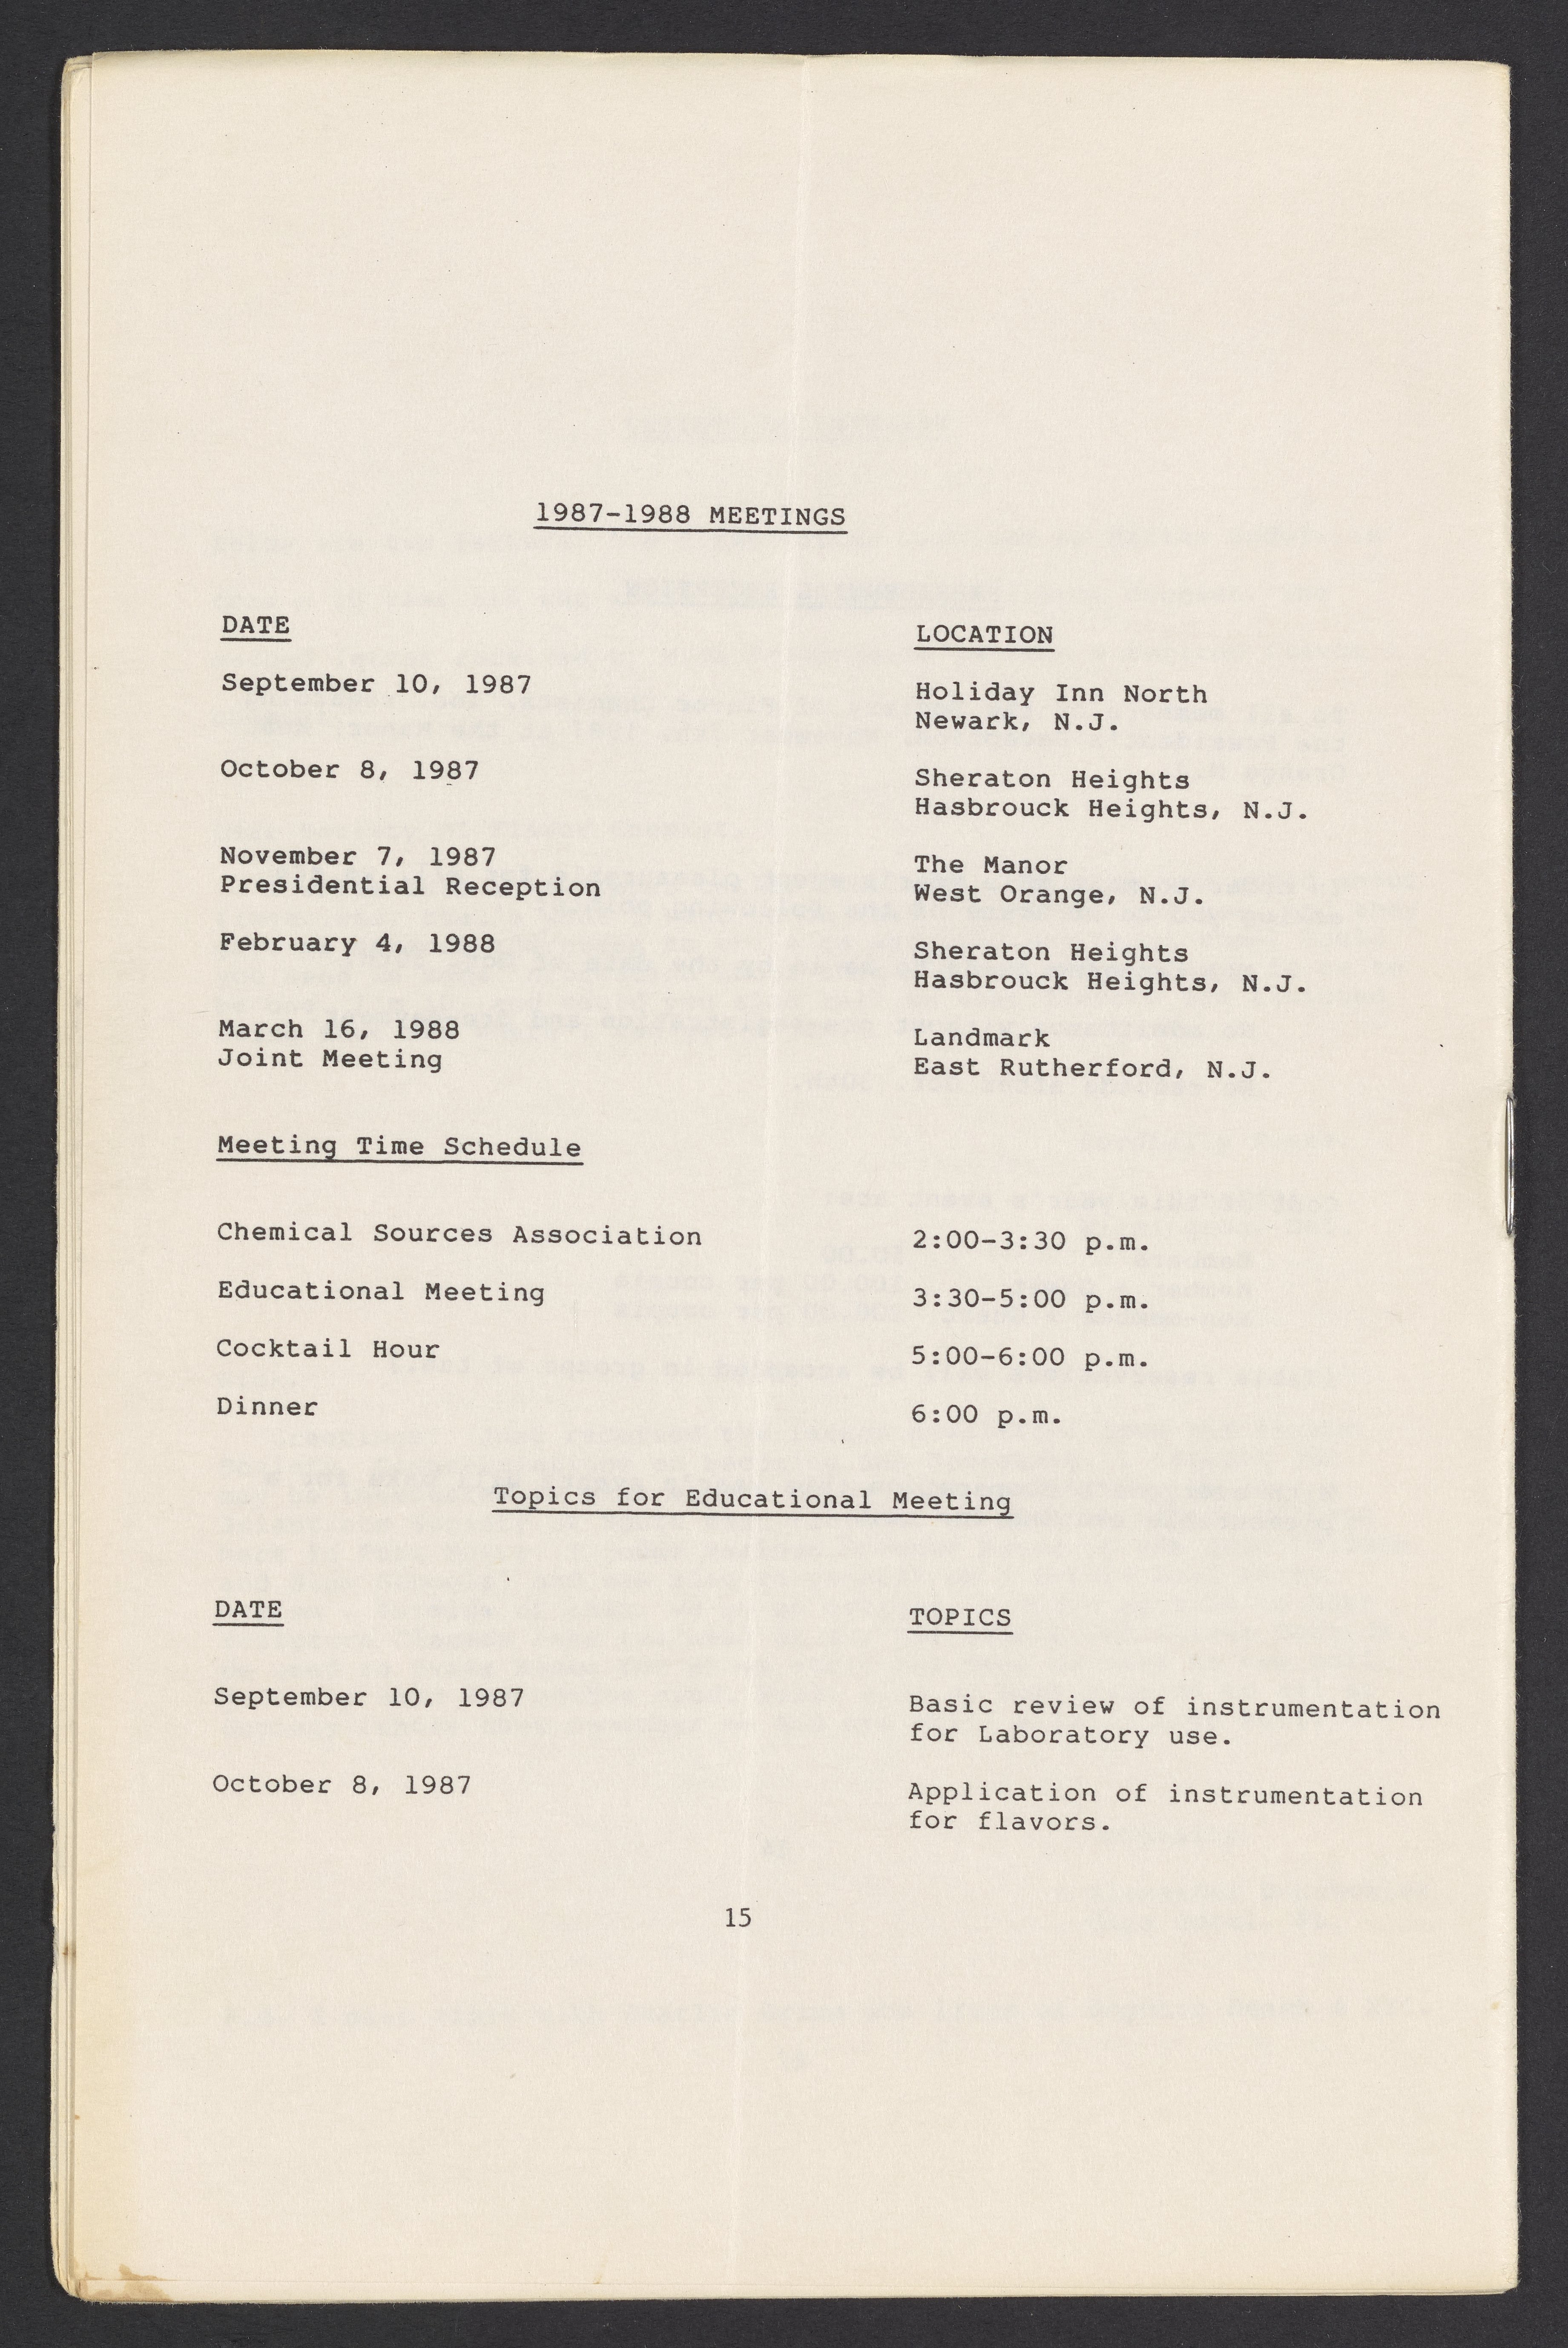 1987-1988 MEETINGS
DATE LOCATION
September 10, 1987 Holiday Inn North
Newark, N.J.
October 8, 1987 Sheraton Heights
Hasbrouck Heights, N.J.
November 7, 1987 The Manor
Presidential Reception West Orange, N.J.
February 4, 1988 Sheraton Heights
Hasbrouck Heights, N.J.
March 16, 1988 Landmark
Joint Meeting East Rutherford, N.J.
Meeting Time Schedule
Chemical Sources Association 2:00-3:30 p.m.
Educational Meeting 3:30-5:00 p.m.
Cocktail Hour 5:00-6:00 p.m.
Dinner 6:00 p.m.
Topics for Educational Meeting
DATE TOPICS
September 10, 1987 Basic review of instrumentation
for Laboratory use.
October 8, 1987 Application of instrumentation
for flavors.
15